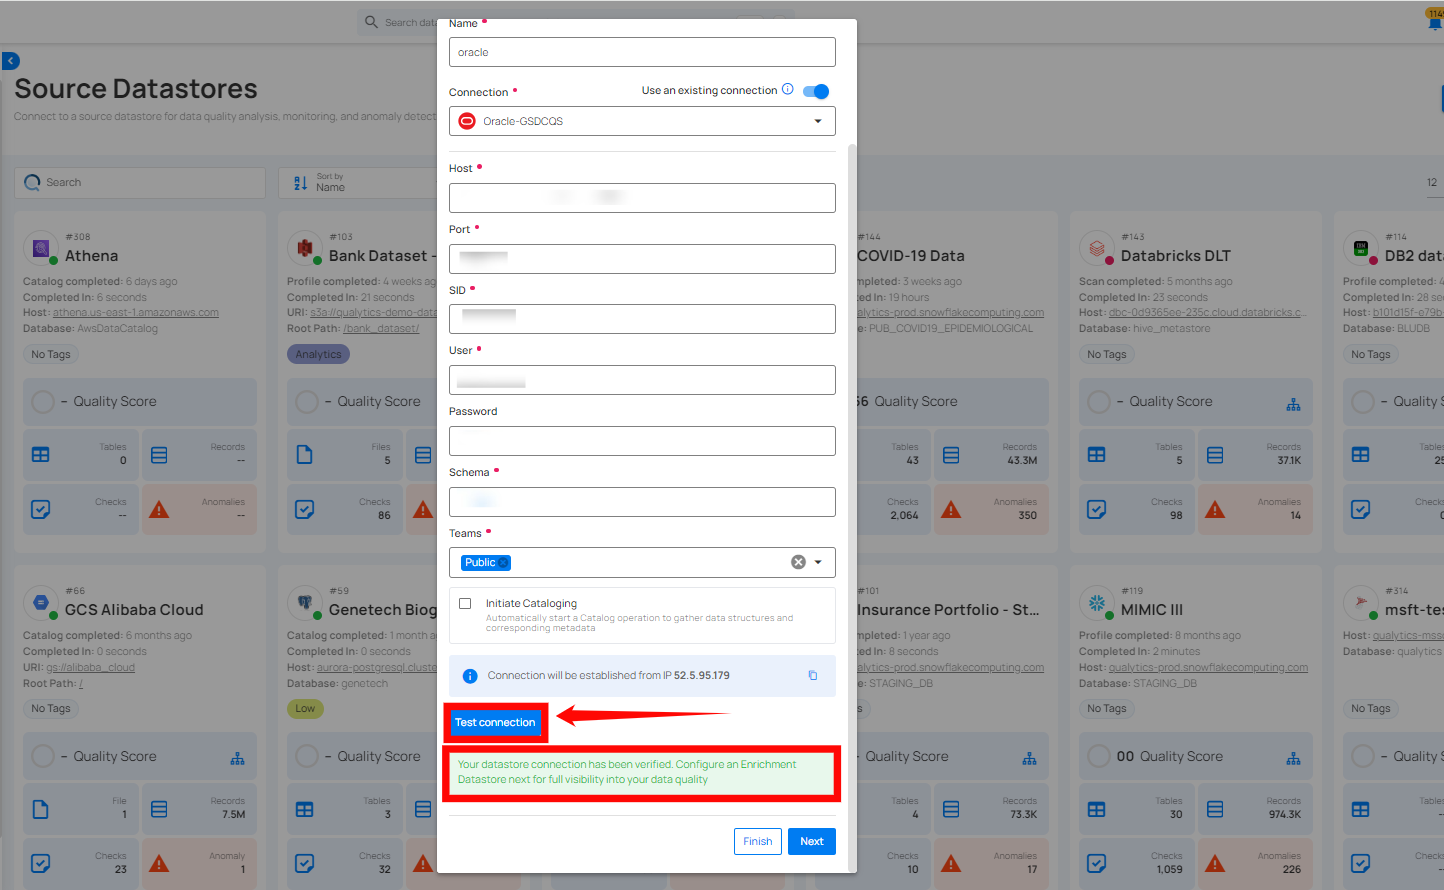 Search dat
114
Source Datastores
Connect to a source datastore for data quality analysis, monitoring, and anomaly detect
Search
Sort by
Name
12
Name *
oracle
Connection *
Use an existing connection
Oracle-GSDCQS
Host *
Port *
SID *
User *
Password
Schema *
Teams *
Public
Initiate Cataloging
Automatically start a Catalog operation to gather data structures and
corresponding metadata
Connection will be established from IP 52.5.95.179
Test connection
Your datastore connection has been verified. Configure an Enrichment
Datastore next for full visibility into your data quality
Finish
Next
#308
Athena
Catalog completed: 6 days ago
Completed In: 6 seconds
Host: athena.us-east-1.amazonaws.com
Database: AwsDataCatalog
No Tags
– Quality Score
Tables
0
Records
--
Checks
--
Anomalies
--
#103
Bank Dataset -
Profile completed: 4 weeks ago
Completed In: 21 seconds
URI: s3a://qualytics-demo-data
Root Path: /bank_dataset/
Analytics
– Quality Score
Files
5
Checks
86
#144
COVID-19 Data
mpleted: 3 weeks ago
ed In: 19 hours
alytics-prod.snowflakecomputing.com
e: PUB_COVID19_EPIDEMIOLOGICAL
66 Quality Score
Tables
43
Records
43.3M
Checks
2,064
Anomalies
350
#143
Databricks DLT
Scan completed: 5 months ago
Completed In: 23 seconds
Host: dbc-0d9365ee-235c.cloud.databricks.c...
Database: hive_metastore
No Tags
– Quality Score
Tables
5
Records
37.1K
Checks
98
Anomalies
14
#114
DB2 dat
Profile completed: 4
Completed In: 28 se
Host: b101d15f-e79b-
Database: BLUDB
No Tags
– Quality S
Table
25
Check
#66
GCS Alibaba Cloud
Catalog completed: 6 months ago
Completed In: 0 seconds
URI: gs://alibaba_cloud
Root Path: /
No Tags
– Quality Score
File
1
Records
7.5M
Checks
23
Anomaly
1
#59
Genetech Biog
Catalog completed: 1 month a
Completed In: 0 seconds
Host: aurora-postgresql.cluste
Database: genetech
Low
– Quality Score
Tables
3
Checks
32
#101
Insurance Portfolio - St...
mpleted: 1 year ago
ed In: 8 seconds
alytics-prod.snowflakecomputing.com
e: STAGING_DB
s
Quality Score
Tables
4
Records
73.3K
Checks
10
Anomalies
17
#119
MIMIC III
Profile completed: 8 months ago
Completed In: 2 minutes
Host: qualytics-prod.snowflakecomputing.com
Database: STAGING_DB
No Tags
00 Quality Score
Tables
30
Records
974.3K
Checks
1,059
Anomalies
226
#314
msft-tes
Host: qualytics-mss
Database: qualytics
No Tags
– Quality S
Table
--
Check
--